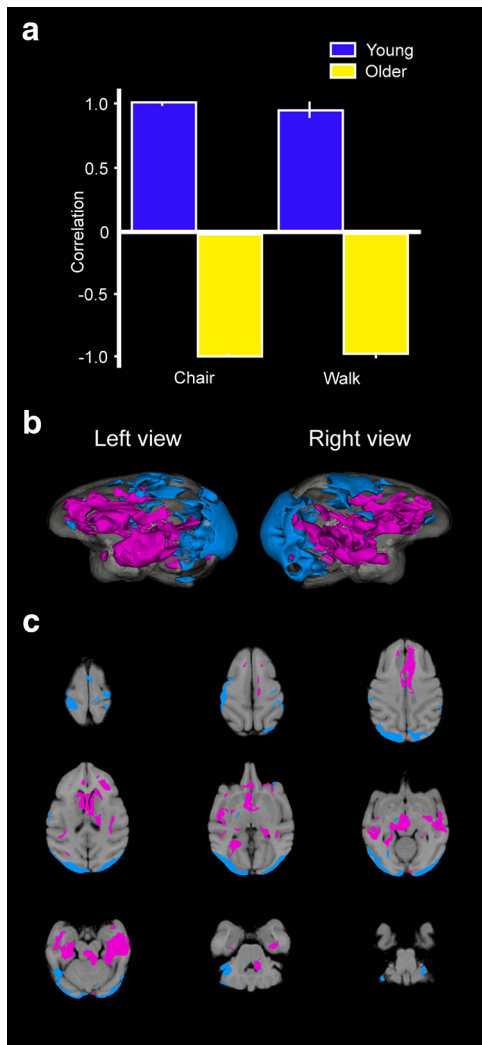 a
Young
Older
1.0
0.5
0
-0.5
-1.0
Correlation
Chair Walk
b
Left view Right view
c